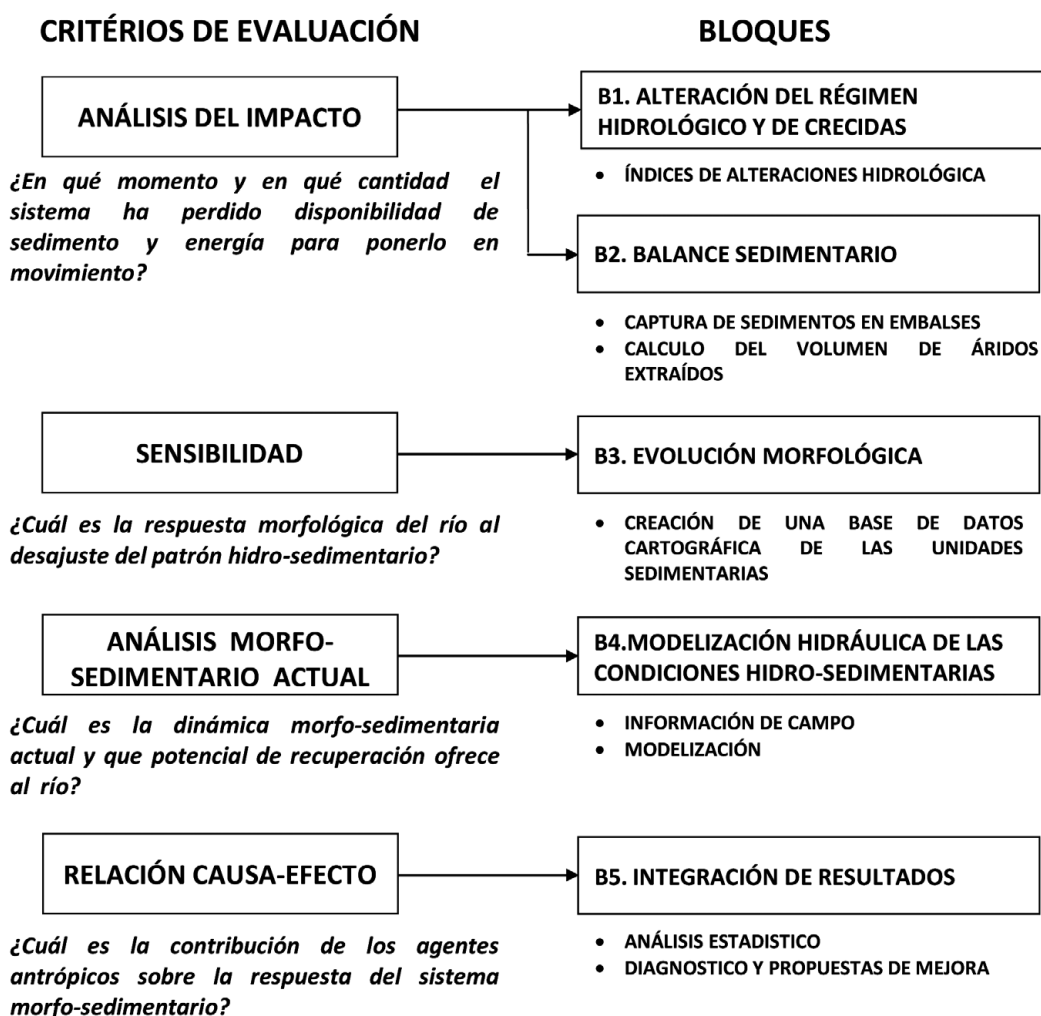 CRITÉRIOS DE EVALUACIÓN
BLOQUES
ANÁLISIS DEL IMPACTO
¿En qué momento y en qué cantidad el
sistema ha perdido disponibilidad de
sedimento y energía para ponerlo en
movimiento?
B1. ALTERACIÓN DEL RÉGIMEN
HIDROLÓGICO Y DE CRECIDAS
• ÍNDICES DE ALTERACIONES HIDROLÓGICA
B2. BALANCE SEDIMENTARIO
• CAPTURA DE SEDIMENTOS EN EMBALSES
• CALCULO DEL VOLUMEN DE ÁRIDOS
EXTRAÍDOS
SENSIBILIDAD
¿Cuál es la respuesta morfológica del río al
desajuste del patrón hidro-sedimentario?
B3. EVOLUCIÓN MORFOLÓGICA
• CREACIÓN DE UNA BASE DE DATOS
CARTOGRÁFICA DE LAS UNIDADES
SEDIMENTARIAS
ANÁLISIS MORFO-
SEDIMENTARIO ACTUAL
¿Cuál es la dinámica morfo-sedimentaria
actual y que potencial de recuperación ofrece
al río?
B4.MODELIZACIÓN HIDRÁULICA DE LAS
CONDICIONES HIDRO-SEDIMENTARIAS
• INFORMACIÓN DE CAMPO
• MODELIZACIÓN
RELACIÓN CAUSA-EFECTO
¿Cuál es la contribución de los agentes
antrópicos sobre la respuesta del sistema
morfo-sedimentario?
B5. INTEGRACIÓN DE RESULTADOS
• ANÁLISIS ESTADISTICO
• DIAGNOSTICO Y PROPUESTAS DE MEJORA